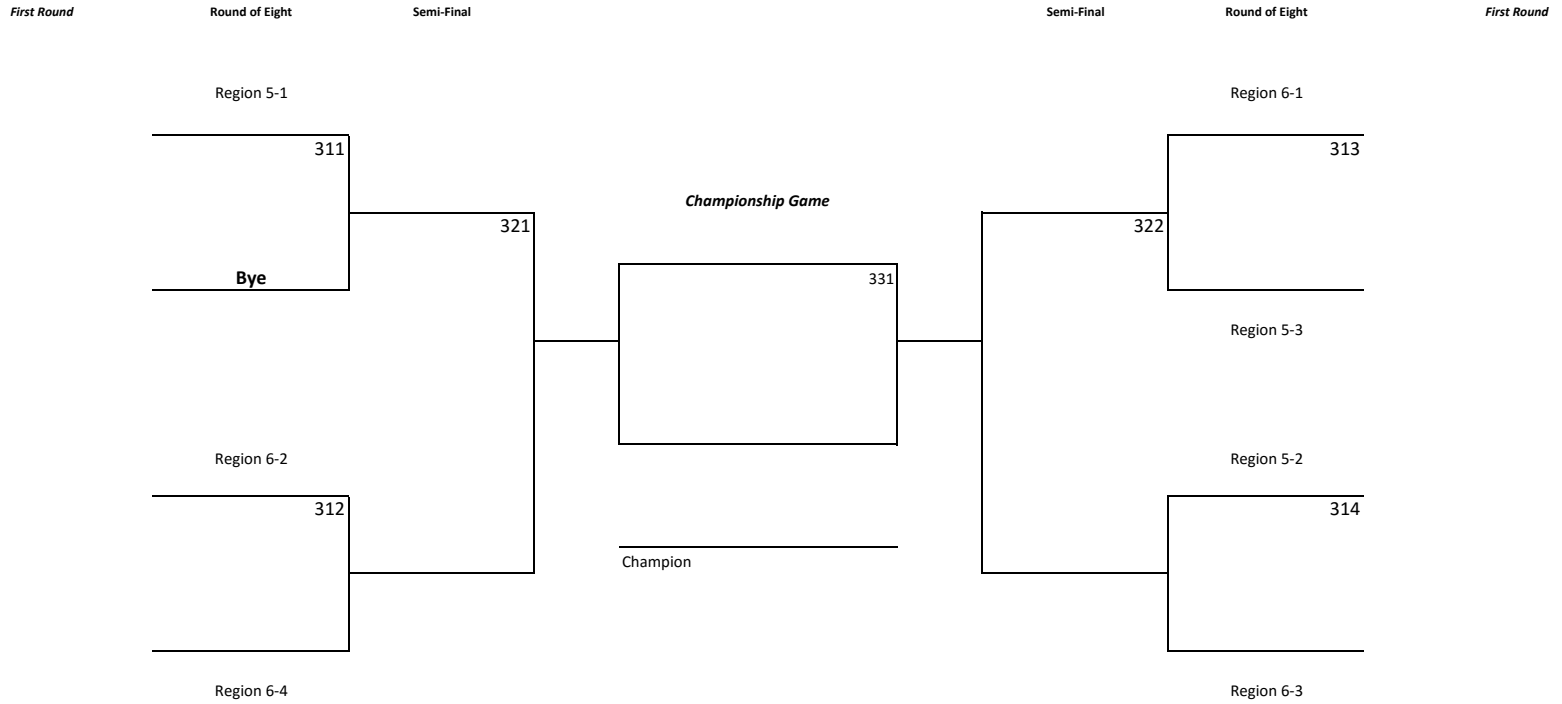 First Round Round of Eight Semi-Final Semi-Final Round of Eight First Round
Region 5-1 Region 6-1
311 313
Championship Game
321 322
Bye 331
Region 5-3
Region 6-2 Region 5-2
312 314
Champion
Region 6-4 Region 6-3